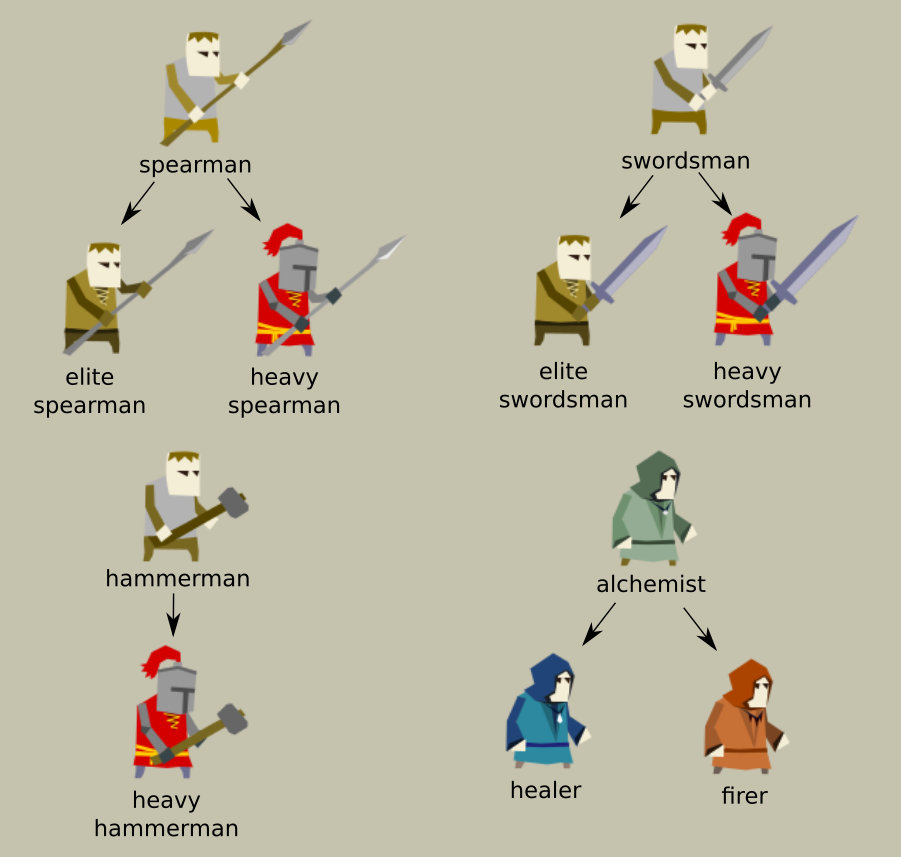 spearman
swordsman
elite
spearman
heavy
spearman
elite
swordsman
heavy
swordsman
hammerman
alchemist
heavy
hammerman
healer
firer